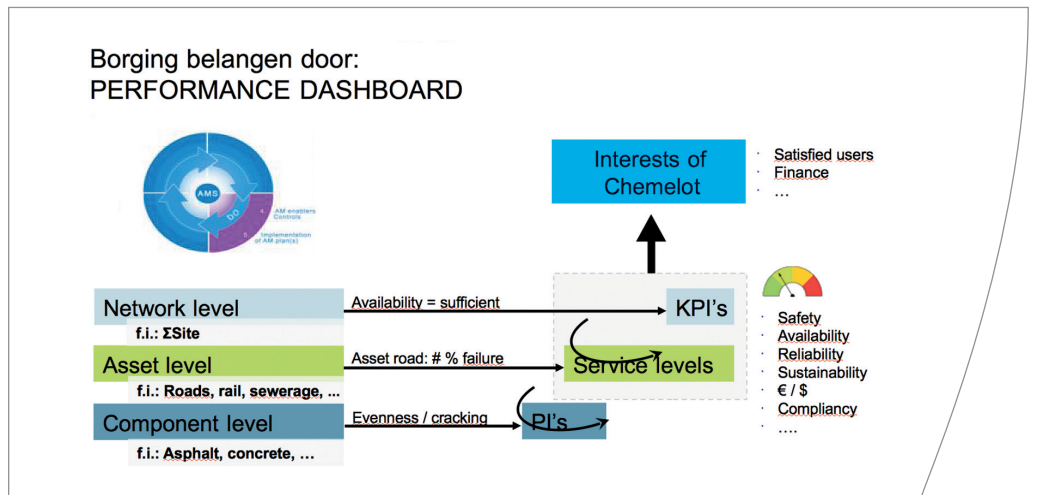 Borging belangen door:
PERFORMANCE DASHBOARD
AMS
DO
4. AM enablers
Controls
5. Implementation
of AM plan(s)
Interests of
Chemelot
· Satisfied users
· Finance
· ...
Network level
Availability = sufficient
KPI's
f.i.: ΣSite
Asset level
Asset road: # % failure
Service levels
f.i.: Roads, rail, sewerage, ...
Component level
Evenness / cracking
PI's
f.i.: Asphalt, concrete, ...
· Safety
· Availability
· Reliability
· Sustainability
· € / $
· Compliancy
· ....